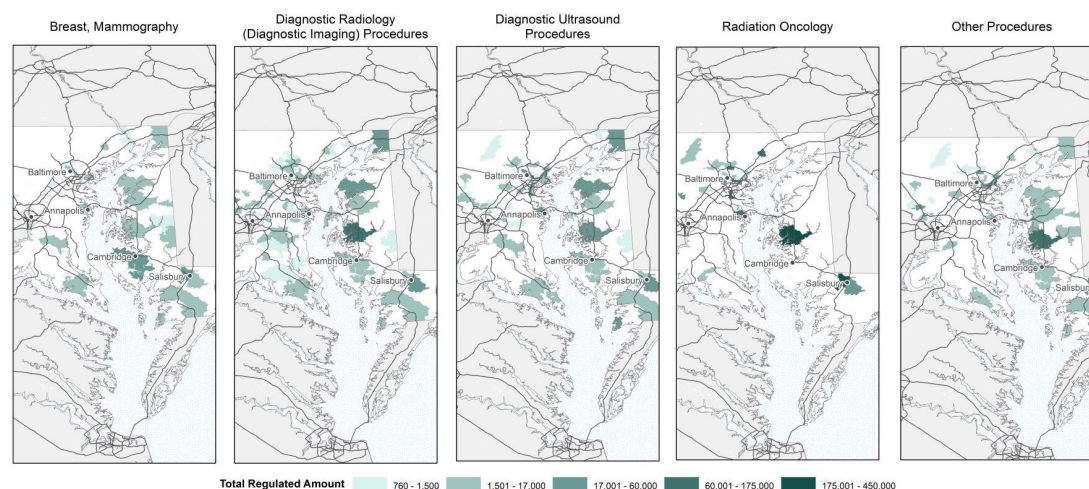 Breast, Mammography
Diagnostic Radiology
(Diagnostic Imaging) Procedures
Diagnostic Ultrasound
Procedures
Radiation Oncology
Other Procedures
Baltimore
Annapolis
Cambridge
Salisbury
Baltimore
Annapolis
Cambridge
Salisbury
Baltimore
Annapolis
Cambridge
Salisbury
Baltimore
Annapolis
Cambridge
Salisbury
Baltimore
Annapolis
Cambridge
Salisbury
Total Regulated Amount 760 - 1.500 1.501 - 17.000 17.001 - 60.000 60.001 - 175.000 175.001 - 450.000